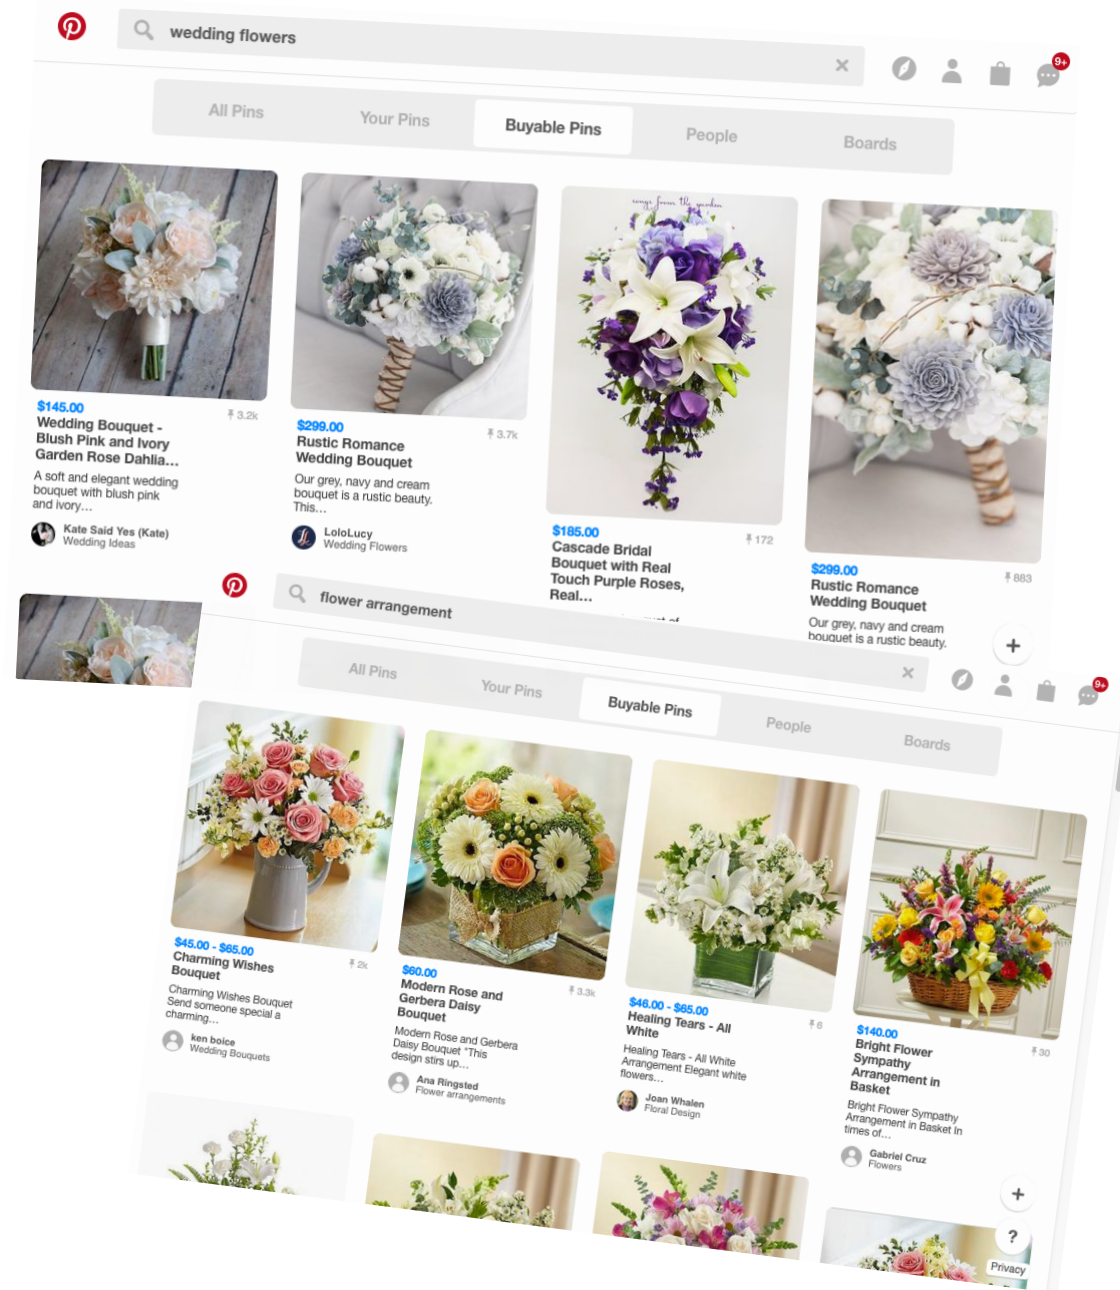 wedding flowers
9+
All Pins
Your Pins
Buyable Pins
People
Boards
$145.00
3.2k
Wedding Bouquet -
Blush Pink and Ivory
Garden Rose Dahlia...
A soft and elegant wedding
bouquet with blush pink
and ivory...
Kate Said Yes (Kate)
Wedding Ideas
$299.00
3.7k
Rustic Romance
Wedding Bouquet
Our grey, navy and cream
bouquet is a rustic beauty.
This...
LoloLucy
Wedding Flowers
songs from the garden
$185.00
172
Cascade Bridal
Bouquet with Real
Touch Purple Roses,
Real...
$299.00
883
Rustic Romance
Wedding Bouquet
Our grey, navy and cream
bouquet is a rustic beauty.
+
flower arrangement
9+
All Pins
Your Pins
Buyable Pins
People
Boards
$45.00 - $65.00
2k
Charming Wishes
Bouquet
Charming Wishes Bouquet
Send someone special a
charming...
ken boice
Wedding Bouquets
$60.00
3.3k
Modern Rose and
Gerbera Daisy
Bouquet
Modern Rose and Gerbera
Daisy Bouquet "This
design stirs up...
Ana Ringsted
Flower arrangements
$46.00 - $65.00
6
Healing Tears - All
White
Healing Tears - All White
Arrangement Elegant white
flowers...
Joan Whalen
Floral Design
$140.00
30
Bright Flower
Sympathy
Arrangement in
Basket
Bright Flower Sympathy
Arrangement in Basket In
times of...
Gabriel Cruz
Flowers
+
?
Privacy